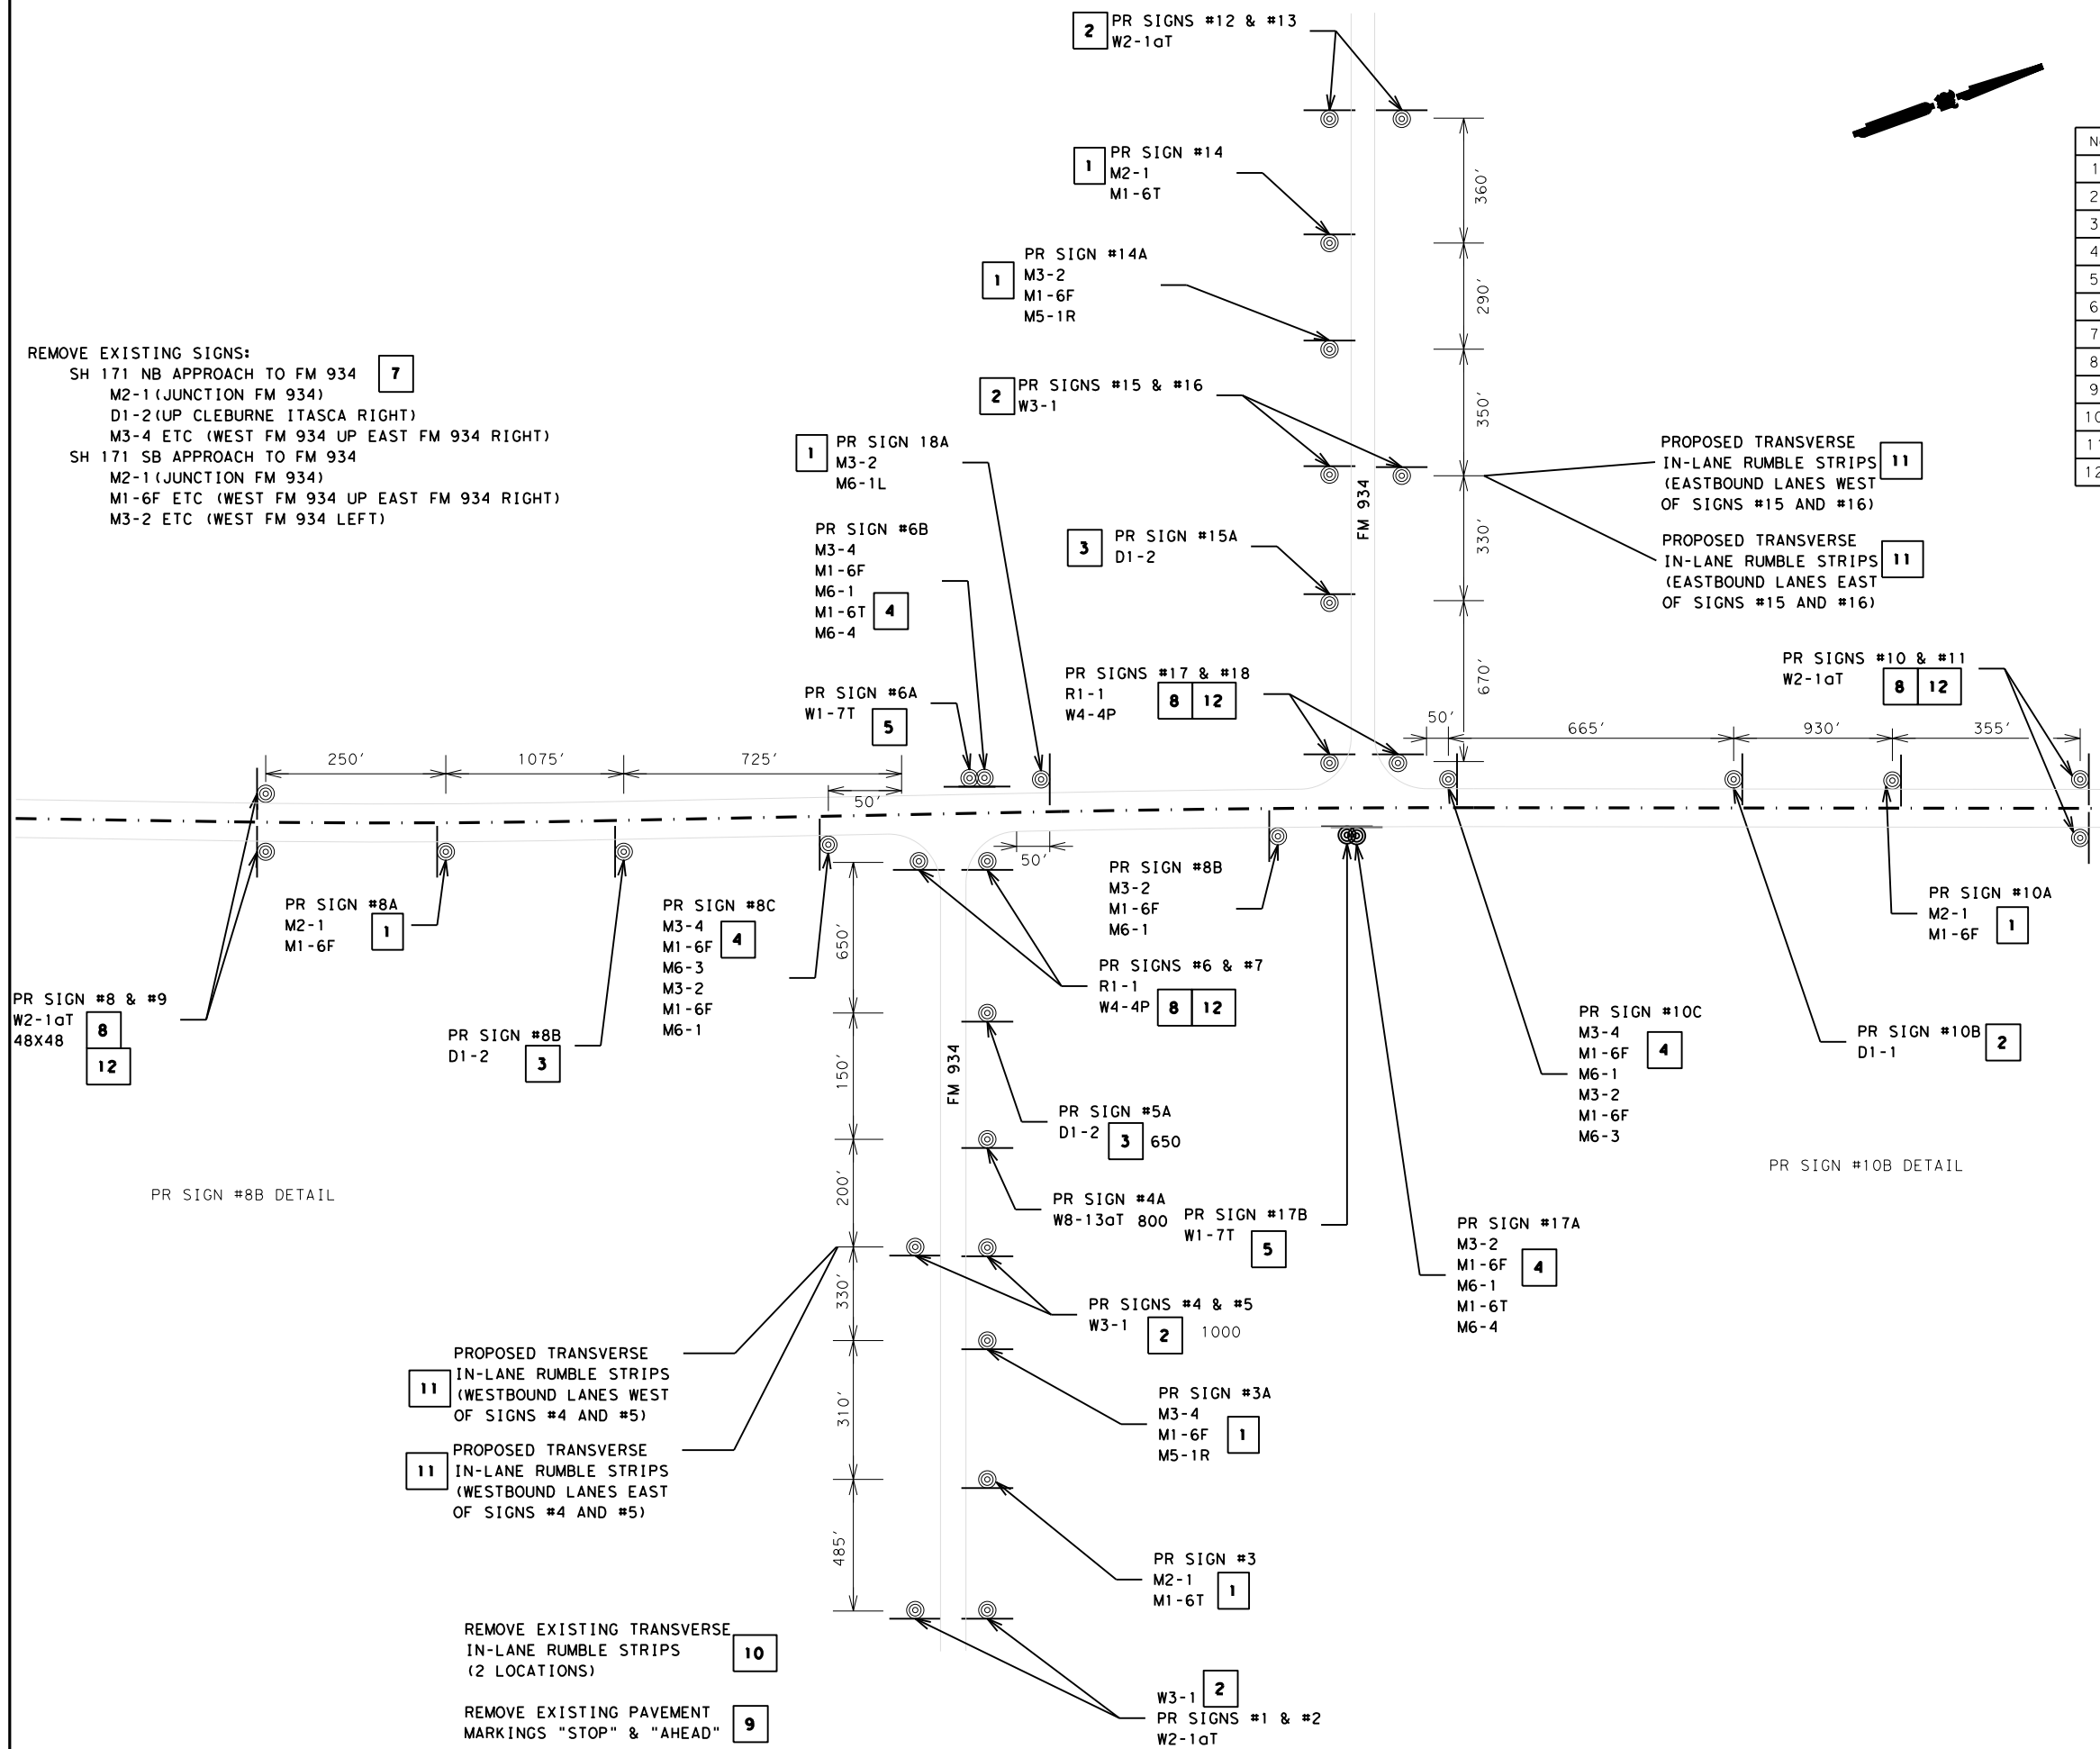 2
PR SIGNS #12 & #13
W2-1aT
1
PR SIGN #14
M2-1
M1-6T
360'
1
PR SIGN #14A
M3-2
M1-6F
M5-1R
290'
2
PR SIGNS #15 & #16
W3-1
350'
REMOVE EXISTING SIGNS:
SH 171 NB APPROACH TO FM 934
7
M2-1(JUNCTION FM 934)
D1-2(UP CLEBURNE ITASCA RIGHT)
M3-4 ETC (WEST FM 934 UP EAST FM 934 RIGHT)
SH 171 SB APPROACH TO FM 934
M2-1(JUNCTION FM 934)
M1-6F ETC (WEST FM 934 UP EAST FM 934 RIGHT)
M3-2 ETC (WEST FM 934 LEFT)
1
PR SIGN 18A
M3-2
M6-1L
PROPOSED TRANSVERSE
IN-LANE RUMBLE STRIPS
(EASTBOUND LANES WEST
OF SIGNS #15 AND #16)
11
PROPOSED TRANSVERSE
IN-LANE RUMBLE STRIPS
(EASTBOUND LANES EAST
OF SIGNS #15 AND #16)
11
PR SIGN #6B
M3-4
M1-6F
M6-1
M1-6T
M6-4
4
3
PR SIGN #15A
D1-2
FM 934
330'
670'
PR SIGN #6A
W1-7T
5
PR SIGNS #17 & #18
R1-1
W4-4P
8
12
PR SIGNS #10 & #11
W2-1aT
8
12
250'
1075'
725'
50'
50'
665'
930'
355'
50'
PR SIGN #8A
M2-1
M1-6F
1
PR SIGN #8C
M3-4
M1-6F
M6-3
M3-2
M1-6F
M6-1
4
PR SIGN #8B
M3-2
M1-6F
M6-1
PR SIGN #10A
M2-1
M1-6F
1
PR SIGN #8 & #9
W2-1aT
48X48
8
12
PR SIGN #8B
D1-2
3
650'
PR SIGNS #6 & #7
R1-1
W4-4P
8
12
PR SIGN #10C
M3-4
M1-6F
M6-1
M3-2
M1-6F
M6-3
4
PR SIGN #10B
D1-1
2
150'
FM 934
PR SIGN #5A
D1-2
3
650
PR SIGN #8B DETAIL
PR SIGN #10B DETAIL
200'
PR SIGN #4A
W8-13aT 800
PR SIGN #17B
W1-7T
5
PR SIGN #17A
M3-2
M1-6F
M6-1
M1-6T
M6-4
4
330'
PR SIGNS #4 & #5
W3-1
2
1000
PROPOSED TRANSVERSE
IN-LANE RUMBLE STRIPS
(WESTBOUND LANES WEST
OF SIGNS #4 AND #5)
11
310'
PR SIGN #3A
M3-4
M1-6F
M5-1R
1
PROPOSED TRANSVERSE
IN-LANE RUMBLE STRIPS
(WESTBOUND LANES EAST
OF SIGNS #4 AND #5)
11
485'
PR SIGN #3
M2-1
M1-6T
1
REMOVE EXISTING TRANSVERSE
IN-LANE RUMBLE STRIPS
(2 LOCATIONS)
10
REMOVE EXISTING PAVEMENT
MARKINGS "STOP" & "AHEAD"
9
W3-1
2
PR SIGNS #1 & #2
W2-1aT
1
2
3
4
5
6
7
8
9
10
12